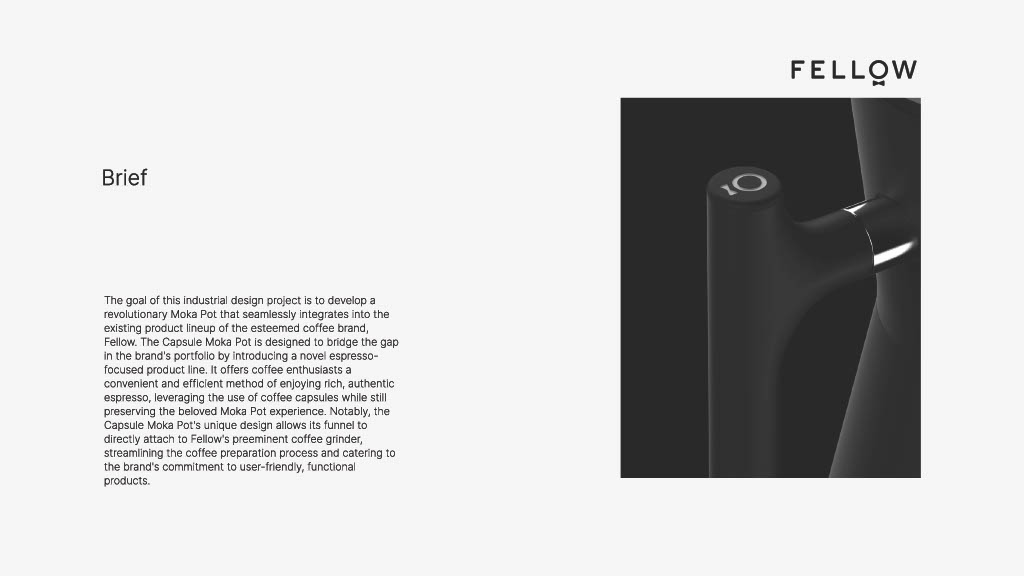 FELLOW
Brief
The goal of this industrial design project is to develop a
revolutionary Moka Pot that seamlessly integrates into the
existing product lineup of the esteemed coffee brand,
Fellow. The Capsule Moka Pot is designed to bridge the gap
in the brand's portfolio by introducing a novel espresso-
focused product line. It offers coffee enthusiasts a
convenient and efficient method of enjoying rich, authentic
espresso, leveraging the use of coffee capsules while still
preserving the beloved Moka Pot experience. Notably, the
Capsule Moka Pot's unique design allows its funnel to
directly attach to Fellow's preeminent coffee grinder,
streamlining the coffee preparation process and catering to
the brand's commitment to user-friendly, functional
products.